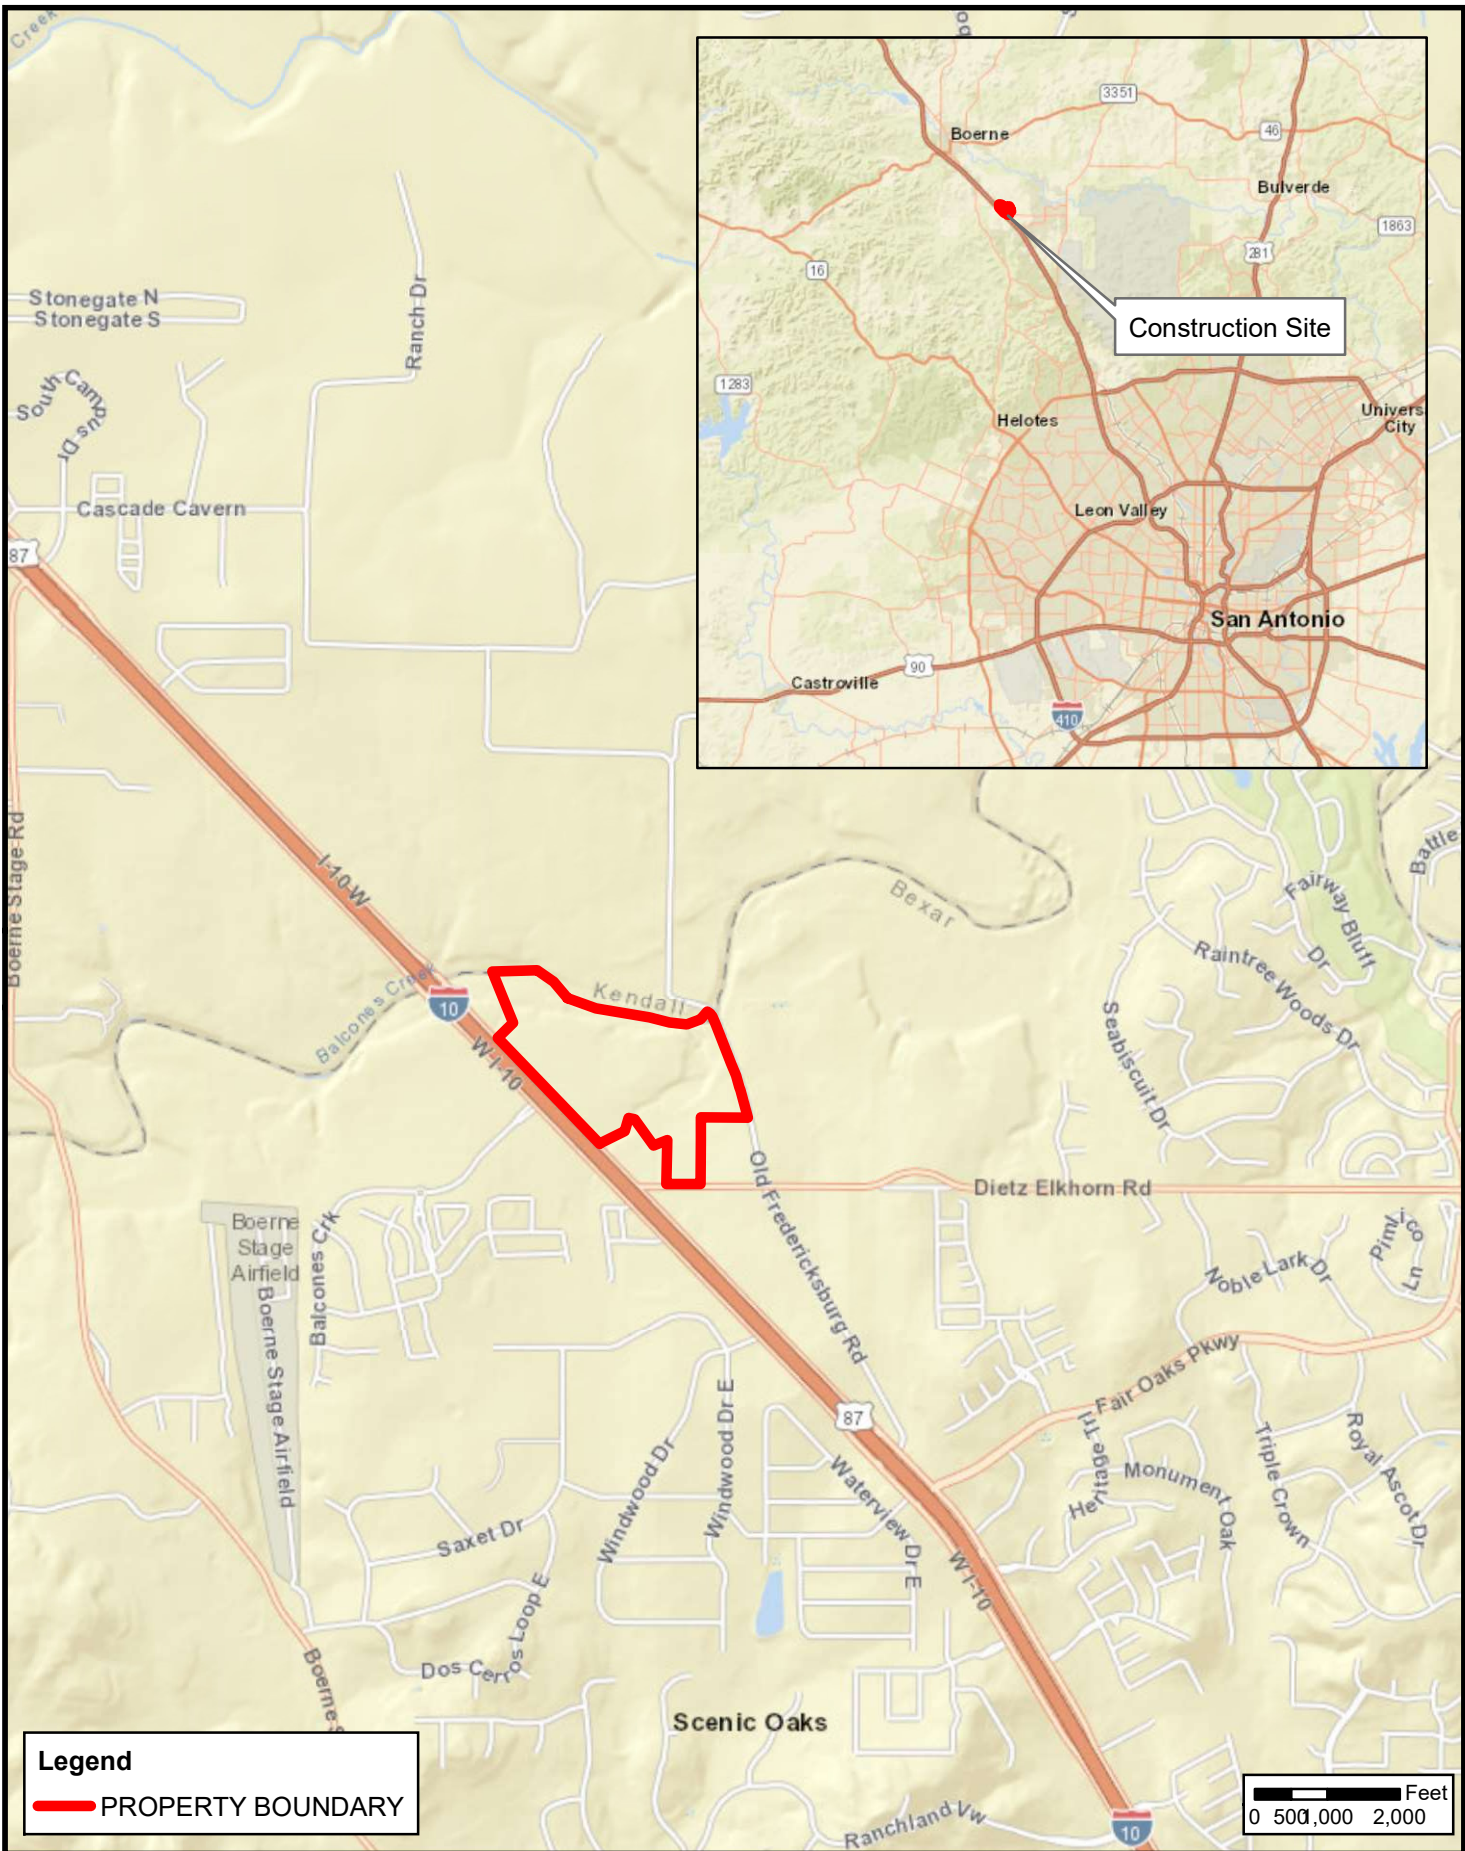 Creek
Boerne
3351
46
Bulverde
1863
281
16
Construction Site
1283
Helotes
Univers
City
Leon Valley
San Antonio
90
Castroville
410
Stonegate N
Stonegate S
Ranch Dr
South Campus Dr
Cascade Cavern
87
Boerne Stage Rd
I-10 W
Bexar
Battle
Fairway Bluff
Dr
Raintree Woods Dr
Seabiscuit Dr
Balcones Creek
10
Kendall
W I-10
Old Fredericksburg Rd
Dietz Elkhorn Rd
Boerne
Stage
Airfield
Balcones Crk
Boerne Stage Airfield
Pimlico
Ln
Noble Lark Dr
Fair Oaks Pkwy
87
Windwood Dr E
Windwood Dr
Waterview Dr E
Heritage Trl
Monument Oak
Triple Crown
Royal Ascot Dr
Saxet Dr
W I-10
Dos Cerros Loop E
Boerne S
Scenic Oaks
Ranchland Vw
10
Legend
PROPERTY BOUNDARY
Feet
0 500 1,000 2,000